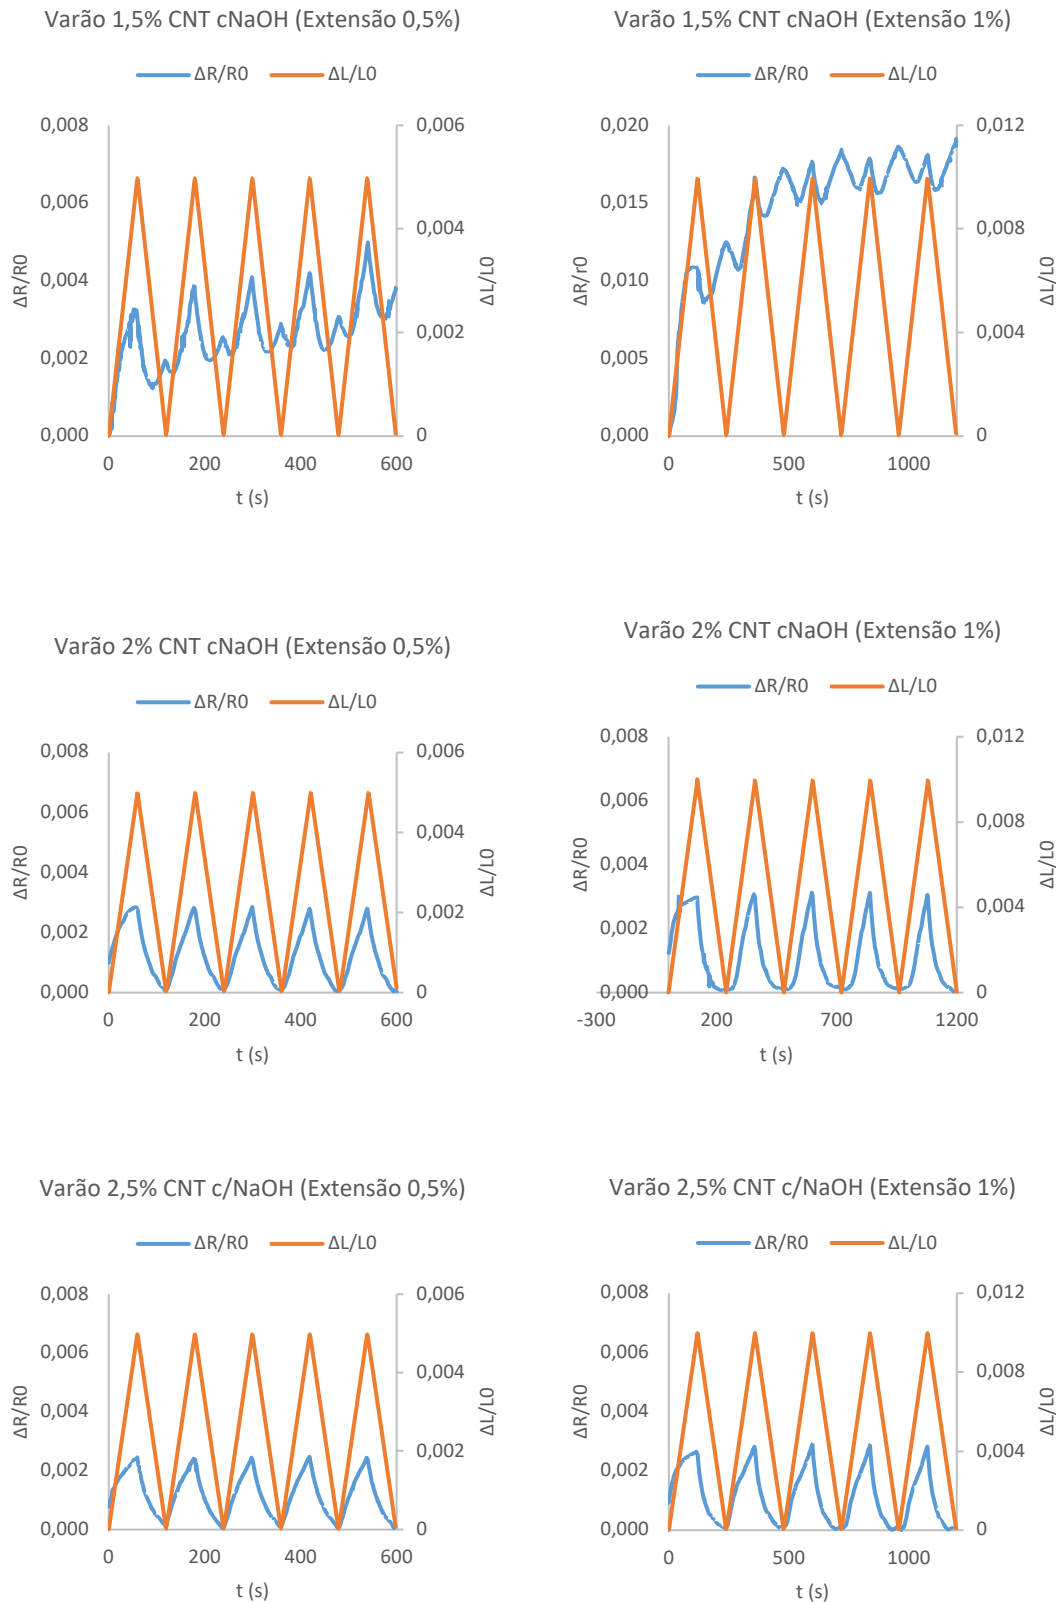 Varão 1,5% CNT cNaOH (Extensão 0,5%)
ΔR/R0 ΔL/L0
0,008
0,006
0,004
0,002
0,000
ΔR/R0
0,006
0,004
0,002
0
ΔL/L0
0 200 400 600
t (s)
Varão 1,5% CNT cNaOH (Extensão 1%)
ΔR/R0 ΔL/L0
0,020
0,015
0,010
0,005
0,000
ΔR/r0
0,012
0,008
0,004
0
ΔL/L0
0 500 1000
t (s)
Varão 2% CNT cNaOH (Extensão 0,5%)
ΔR/R0 ΔL/L0
0,008
0,006
0,004
0,002
0,000
ΔR/R0
0,006
0,004
0,002
0
ΔL/L0
0 200 400 600
t (s)
Varão 2% CNT cNaOH (Extensão 1%)
ΔR/R0 ΔL/L0
0,008
0,006
0,004
0,002
0,000
ΔR/R0
0,012
0,008
0,004
0
ΔL/L0
-300 200 700 1200
t (s)
Varão 2,5% CNT c/NaOH (Extensão 0,5%)
ΔR/R0 ΔL/L0
0,008
0,006
0,004
0,002
0,000
ΔR/R0
0,006
0,004
0,002
0
ΔL/L0
0 200 400 600
t (s)
Varão 2,5% CNT c/NaOH (Extensão 1%)
ΔR/R0 ΔL/L0
0,008
0,006
0,004
0,002
0,000
ΔR/R0
0,012
0,008
0,004
0
ΔL/L0
0 500 1000
t (s)